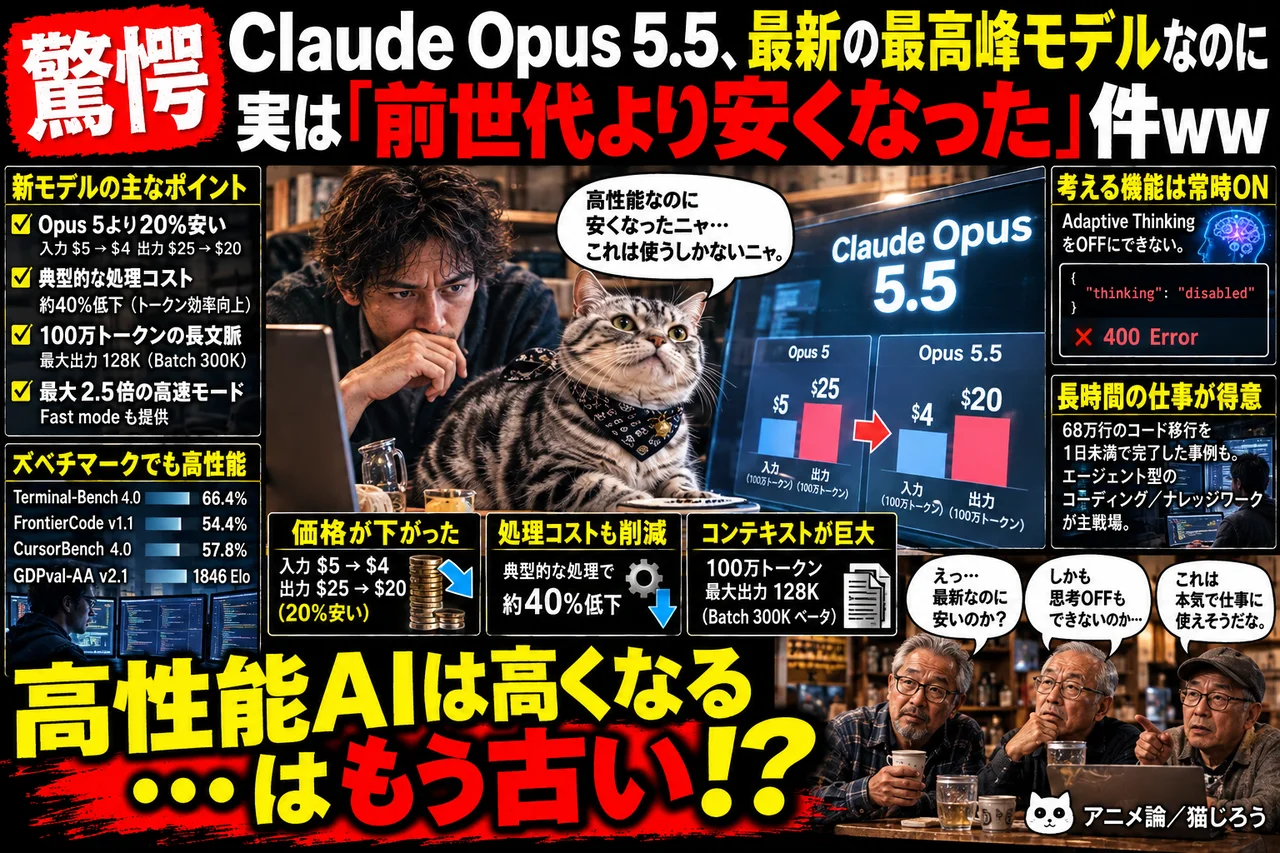 驚愕
Claude Opus 5.5、最新の最高峰モデルなのに
実は「前世代より安くなった」件ww
新モデルの主なポイント
Opus 5より20%安い
入力 $5→$4 出力 $25→$20
典型的な処理コスト
約40%低下（トークン効率向上）
100万トークンの長文脈
最大出力 128K（Batch 300K）
最大2.5倍の高速モード
Fast mode も提供
ズベチマークでも高性能
Terminal-Bench 4.0 66.4%
FrontierCode v1.1 54.4%
CursorBench 4.0 57.8%
GDPval-AA v2.1 1846 Elo
高性能なのに
安くなったニャ…
これは使うしかないニャ。
Claude Opus
5.5
Opus 5
$5
$25
入力
（100万トークン）
出力
（100万トークン）
Opus 5.5
$4
$20
入力
（100万トークン）
出力
（100万トークン）
考える機能は常時ON
Adaptive Thinking
をOFFにできない。
{
"thinking": "disabled"
}
400 Error
長時間の仕事が得意
68万行のコード移行を
1日未満で完了した事例も。
エージェント型の
コーディング／ナレッジワーク
が主戦場。
価格が下がった
入力 $5→$4
出力 $25→$20
(20%安い)
処理コストも削減
典型的な処理で
約40%低下
コンテキストが巨大
100万トークン
最大出力 128K
（Batch 300K ベータ）
えっ…
最新なのに
安いのか?
しかも
思考OFFも
できないのか…
これは
本気で仕事に
使えそうだな。
高性能AIは高くなる
…はもう古い!?
アニメ論／猫じろう